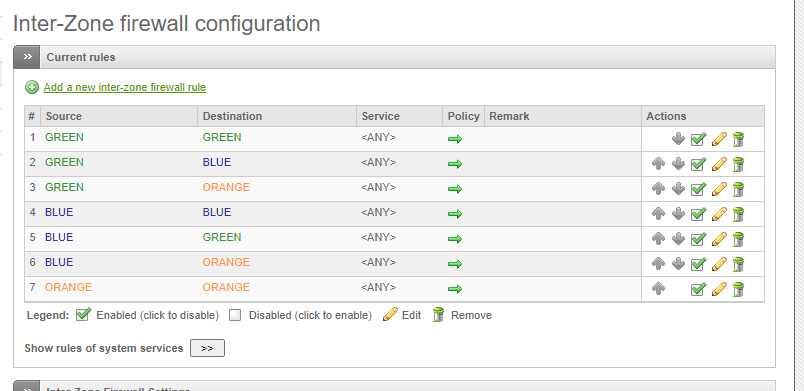 Inter-Zone firewall configuration
>> Current rules
Add a new inter-zone firewall rule
# Source Destination Service Policy Remark Actions
1 GREEN GREEN <ANY>
2 GREEN BLUE <ANY>
3 GREEN ORANGE <ANY>
4 BLUE BLUE <ANY>
5 BLUE GREEN <ANY>
6 BLUE ORANGE <ANY>
7 ORANGE ORANGE <ANY>
Legend: Enabled (click to disable) Disabled (click to enable) Edit Remove
Show rules of system services >>
>> Inter-Zone Firewall Settings